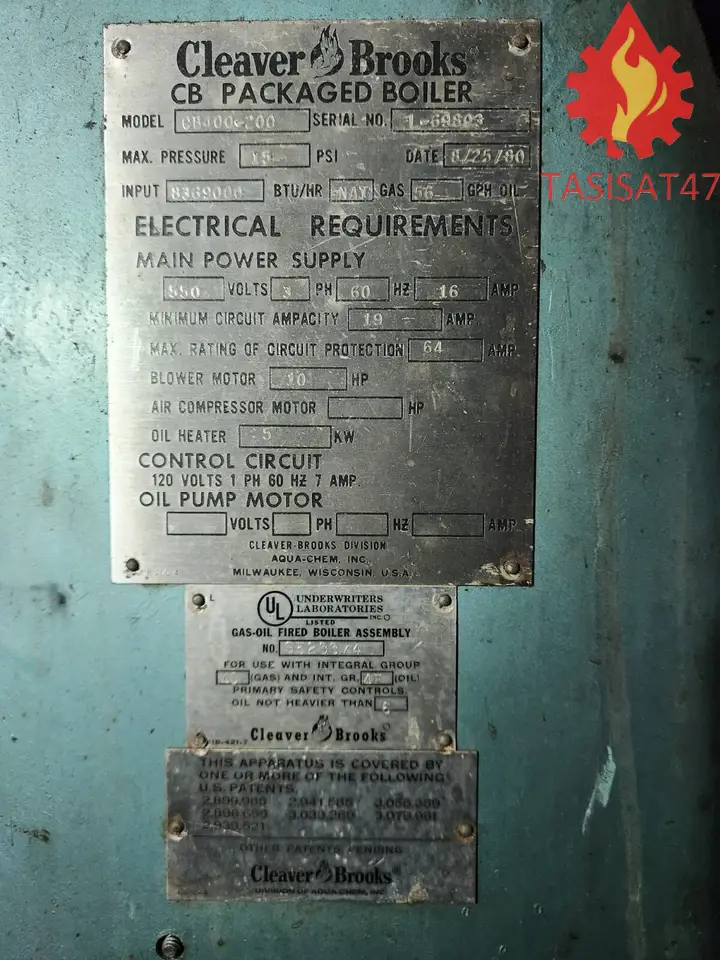 Cleaver Brooks
CB PACKAGED BOILER
MODEL CB400-200 SERIAL NO. L-69803
MAX. PRESSURE 15 PSI DATE 8/25/80
INPUT 8369000 BTU/HR NAT GAS 56 GPH OIL
TASISAT47
ELECTRICAL REQUIREMENTS
MAIN POWER SUPPLY
550 VOLTS 3 PH 60 HZ 16 AMP
MINIMUM CIRCUIT AMPACITY 19 AMP
MAX. RATING OF CIRCUIT PROTECTION 64 AMP
BLOWER MOTOR 10 HP
AIR COMPRESSOR MOTOR HP
OIL HEATER 5 KW
CONTROL CIRCUIT
120 VOLTS 1 PH 60 HZ 7 AMP.
OIL PUMP MOTOR
VOLTS PH HZ AMP
CLEAVER-BROOKS DIVISION
AQUA-CHEM, INC.
MILWAUKEE, WISCONSIN, U.S.A.
L
UL UNDERWRITERS
LABORATORIES
INC.
LISTED
GAS-OIL FIRED BOILER ASSEMBLY
NO.
FOR USE WITH INTEGRAL GROUP
(GAS) AND INT. GR. (OIL)
PRIMARY SAFETY CONTROLS
OIL NOT HEAVIER THAN 6
Cleaver Brooks
THIS APPARATUS IS COVERED BY
ONE OR MORE OF THE FOLLOWING
U.S. PATENTS.
OTHER PATENTS PENDING
Cleaver Brooks
DIVISION OF AQUA-CHEM, INC.